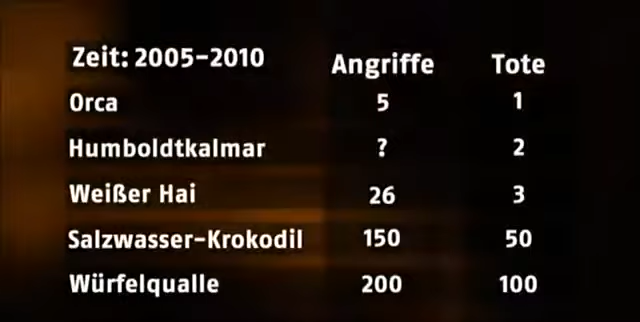 Zeit: 2005-2010 Angriffe Tote
Orca 5 1
Humboldtkalmar ? 2
Weißer Hai 26 3
Salzwasser-Krokodil 150 50
Würfelqualle 200 100